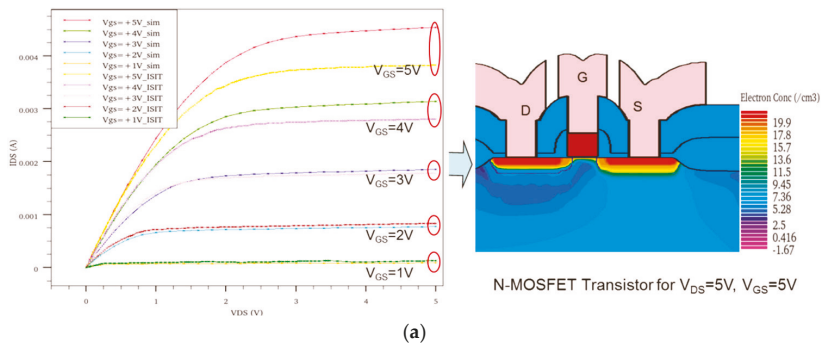 Vgs=+5V_sim
Vgs=+4V_sim
Vgs=+3V_sim
Vgs=+2V_sim
Vgs=+1V_sim
Vgs=+5V_ISIT
Vgs=+4V_ISIT
Vgs=+3V_ISIT
Vgs=+2V_ISIT
Vgs=+1V_ISIT
IDS (A)
0.004
0.003
0.002
0.001
0
VGS=5V
VGS=4V
VGS=3V
VGS=2V
VGS=1V
0 1 2 3 4 5
VDS (V)
D G S
Electron Conc (/cm3)
19.9
17.8
15.7
13.6
11.5
9.45
7.36
5.28
2.5
0.416
-1.67
N-MOSFET Transistor for VDS=5V, VGS=5V
(a)